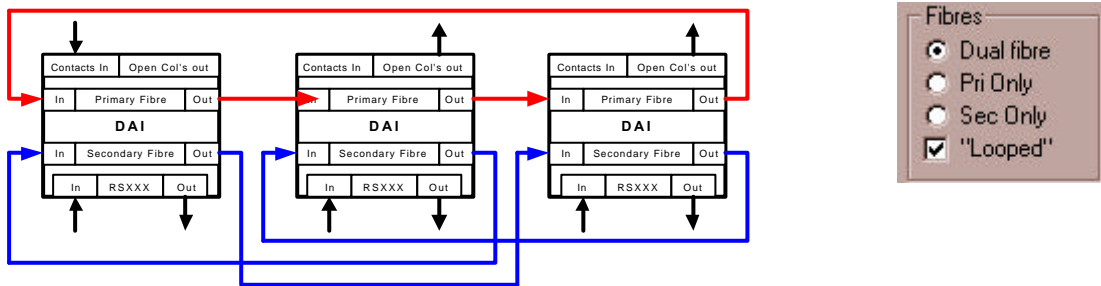 Contacts In Open Col's out
In Primary Fibre Out
DAI
In Secondary Fibre Out
In RSXXX Out
Contacts In Open Col's out
In Primary Fibre Out
DAI
In Secondary Fibre Out
In RSXXX Out
Contacts In Open Col's out
In Primary Fibre Out
DAI
In Secondary Fibre Out
In RSXXX Out
Fibres
Dual fibre
Pri Only
Sec Only
"Looped"